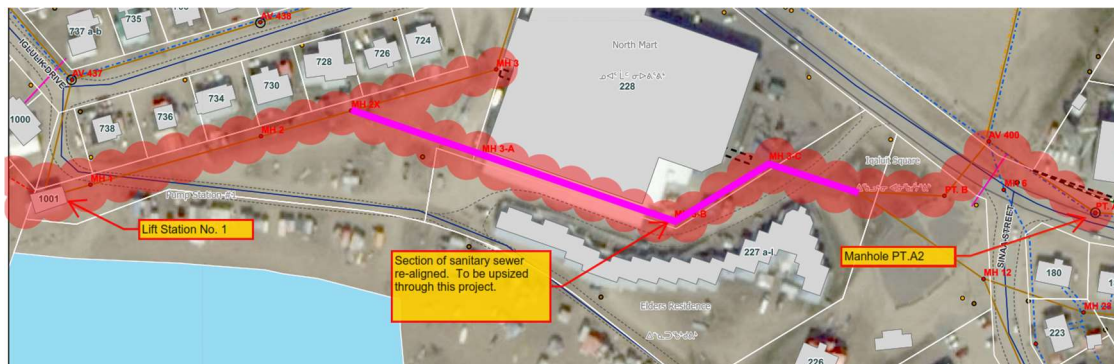 AV 438
735
737 a-b
IGLULIK DRIVE
AV 437
724
726
728
730
734
736
738
1000
MH 3
MH 2X
MH 2
MH 1
1001
Pump Station #1
Lift Station No. 1
North Mart
228
MH 3-A
MH 3-C
Iqaluit Square
AV 400
PT. B
MH 6
SINAA STREET
Manhole PT.A2
Section of sanitary sewer
re-aligned. To be upsized
through this project.
227 a-l
Elders Residence
MH 12
180
MH 28
223
226